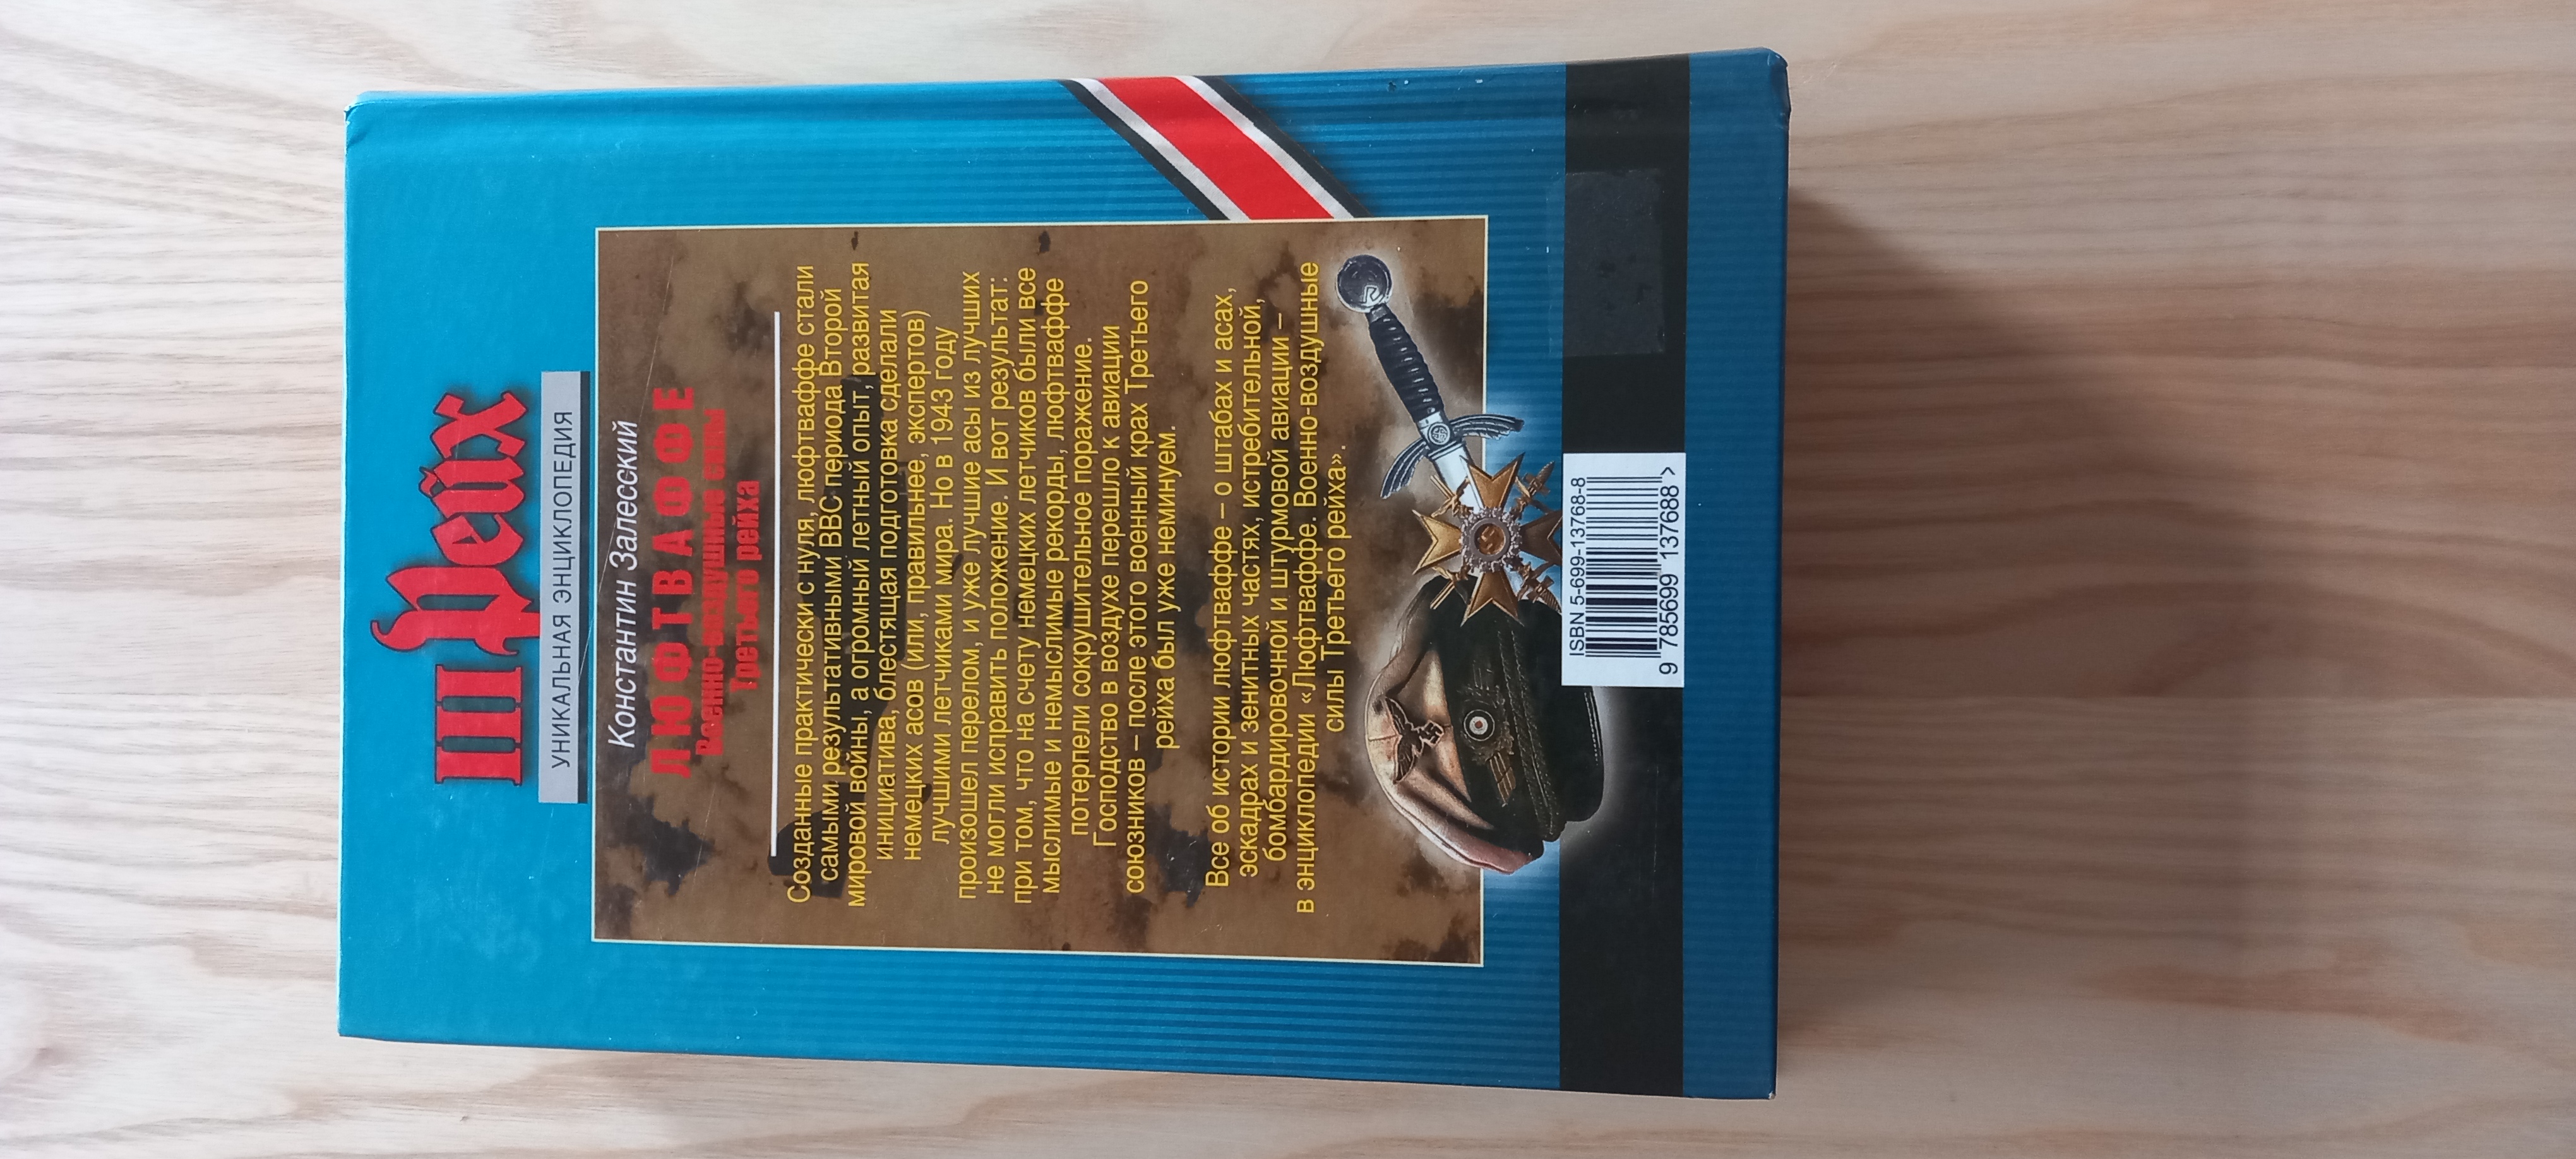 III Рейх
УНИКАЛЬНАЯ ЭНЦИКЛОПЕДИЯ
Константин Залесский
ЛЮФТВАФФЕ
Военно-воздушные силы
Третьего рейха
Созданные практически с нуля, люфтваффе стали
самыми результативными ВВС периода Второй
мировой войны, а огромный летный опыт, развитая
инициатива, блестящая подготовка сделали
немецких асов (или, правильнее, экспертов)
лучшими летчиками мира. Но в 1943 году
произошел перелом, и уже лучшие асы из лучших
не могли исправить положение. И вот результат:
при том, что на счету немецких летчиков были все
мыслимые и немыслимые рекорды, люфтваффе
потерпели сокрушительное поражение.
Господство в воздухе перешло к авиации
союзников – после этого военный крах Третьего
рейха был уже неминуем.
Все об истории люфтваффе – о штабах и асах,
эскадрах и зенитных частях, истребительной,
бомбардировочной и штурмовой авиации –
в энциклопедии «Люфтваффе. Военно-воздушные
силы Третьего рейха».
ISBN 5-699-13768-8
9 785699 137688 >